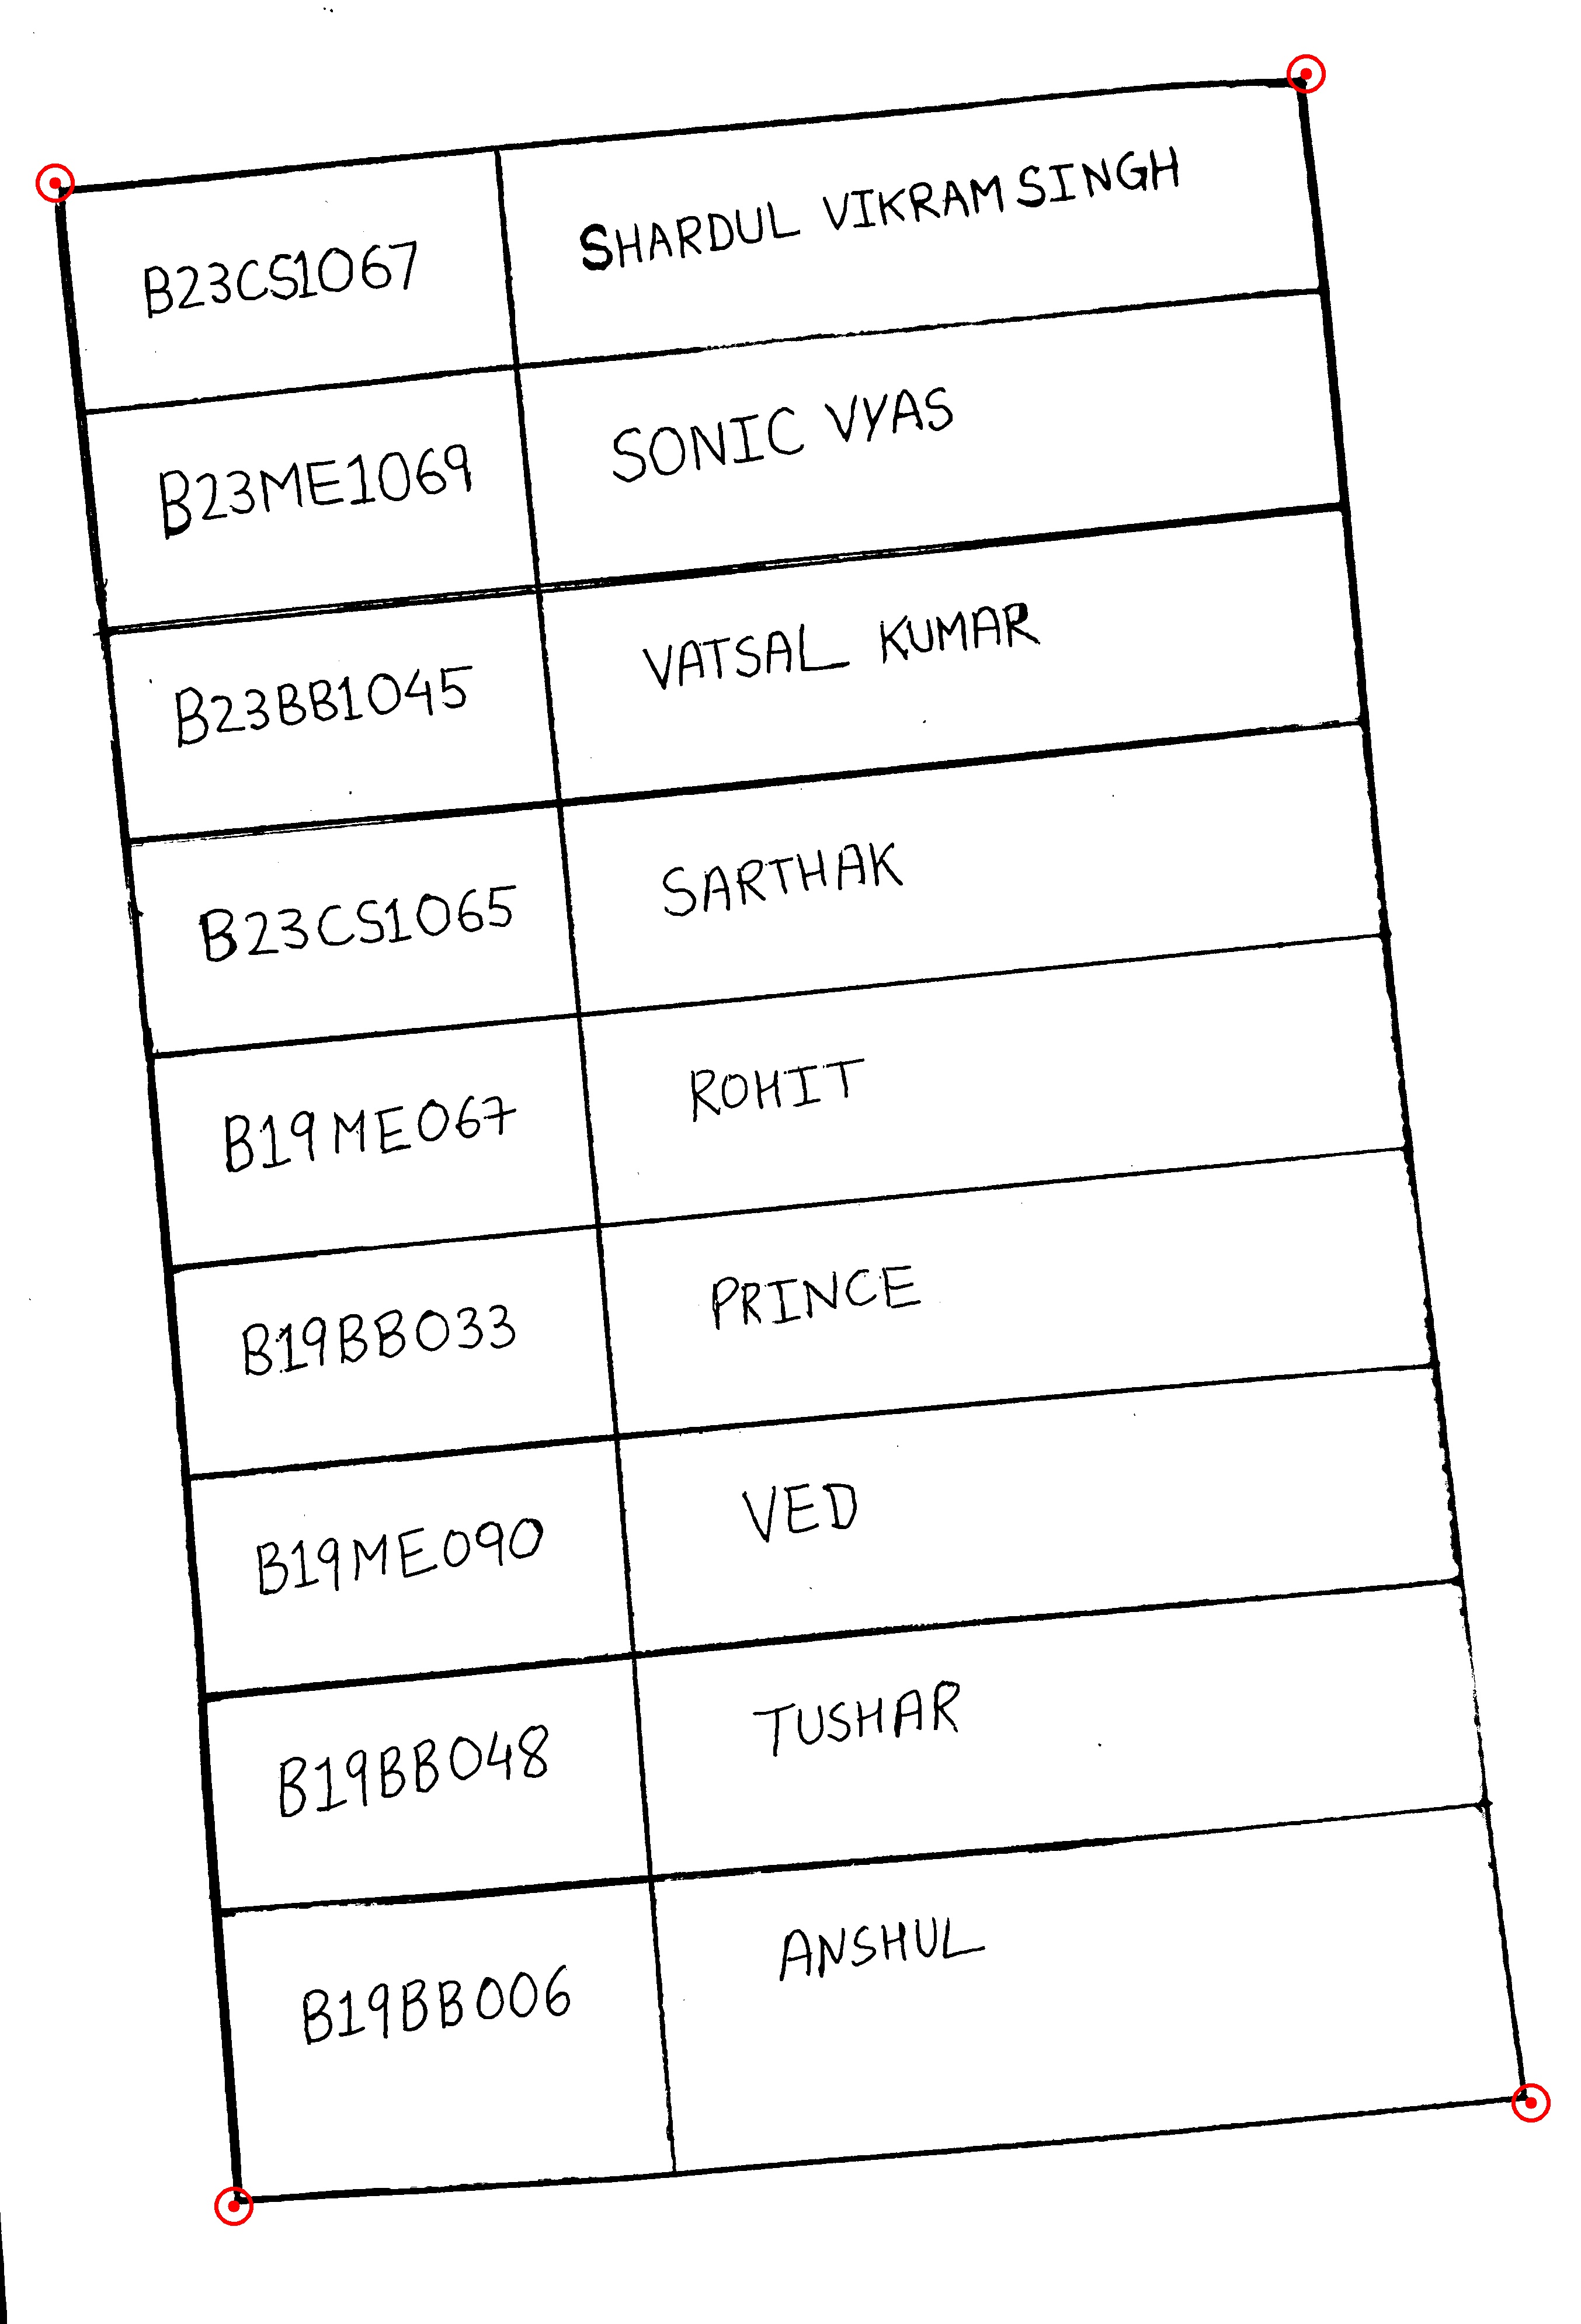 B23CS1067 SHARDUL VIKRAM SINGH
B23ME1069 SONIC VYAS
B23BB1045 VATSAL KUMAR
B23CS1065 SARTHAK
B19ME067 ROHIT
B19BB033 PRINCE
B19ME090 VED
B19BB048 TUSHAR
B19BB006 ANSHUL